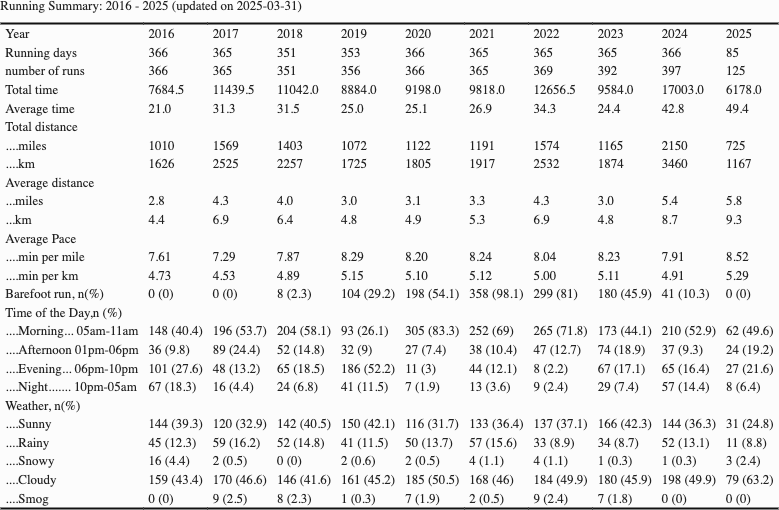 Running Summary: 2016 - 2025 (updated on 2025-03-31)
Year 2016 2017 2018 2019 2020 2021 2022 2023 2024 2025
Running days 366 365 351 353 366 365 365 365 366 85
number of runs 366 365 351 356 366 365 369 392 397 125
Total time 7684.5 11439.5 11042.0 8884.0 9198.0 9818.0 12656.5 9584.0 17003.0 6178.0
Average time 21.0 31.3 31.5 25.0 25.1 26.9 34.3 24.4 42.8 49.4
Total distance
....miles 1010 1569 1403 1072 1122 1191 1574 1165 2150 725
....km 1626 2525 2257 1725 1805 1917 2532 1874 3460 1167
Average distance
...miles 2.8 4.3 4.0 3.0 3.1 3.3 4.3 3.0 5.4 5.8
...km 4.4 6.9 6.4 4.8 4.9 5.3 6.9 4.8 8.7 9.3
Average Pace
....min per mile 7.61 7.29 7.87 8.29 8.20 8.24 8.04 8.23 7.91 8.52
....min per km 4.73 4.53 4.89 5.15 5.10 5.12 5.00 5.11 4.91 5.29
Barefoot run, n(%) 0 (0) 0 (0) 8 (2.3) 104 (29.2) 198 (54.1) 358 (98.1) 299 (81) 180 (45.9) 41 (10.3) 0 (0)
Time of the Day,n (%)
....Morning... 05am-11am 148 (40.4) 196 (53.7) 204 (58.1) 93 (26.1) 305 (83.3) 252 (69) 265 (71.8) 173 (44.1) 210 (52.9) 62 (49.6)
....Afternoon 01pm-06pm 36 (9.8) 89 (24.4) 52 (14.8) 32 (9) 27 (7.4) 38 (10.4) 47 (12.7) 74 (18.9) 37 (9.3) 24 (19.2)
....Evening... 06pm-10pm 101 (27.6) 48 (13.2) 65 (18.5) 186 (52.2) 11 (3) 44 (12.1) 8 (2.2) 67 (17.1) 65 (16.4) 27 (21.6)
....Night....... 10pm-05am 67 (18.3) 16 (4.4) 24 (6.8) 41 (11.5) 7 (1.9) 13 (3.6) 9 (2.4) 29 (7.4) 57 (14.4) 8 (6.4)
Weather, n(%)
....Sunny 144 (39.3) 120 (32.9) 142 (40.5) 150 (42.1) 116 (31.7) 133 (36.4) 137 (37.1) 166 (42.3) 144 (36.3) 31 (24.8)
....Rainy 45 (12.3) 59 (16.2) 52 (14.8) 41 (11.5) 50 (13.7) 57 (15.6) 33 (8.9) 34 (8.7) 52 (13.1) 11 (8.8)
....Snowy 16 (4.4) 2 (0.5) 0 (0) 2 (0.6) 2 (0.5) 4 (1.1) 4 (1.1) 1 (0.3) 1 (0.3) 3 (2.4)
....Cloudy 159 (43.4) 170 (46.6) 146 (41.6) 161 (45.2) 185 (50.5) 168 (46) 184 (49.9) 180 (45.9) 198 (49.9) 79 (63.2)
....Smog 0 (0) 9 (2.5) 8 (2.3) 1 (0.3) 7 (1.9) 2 (0.5) 9 (2.4) 7 (1.8) 0 (0) 0 (0)